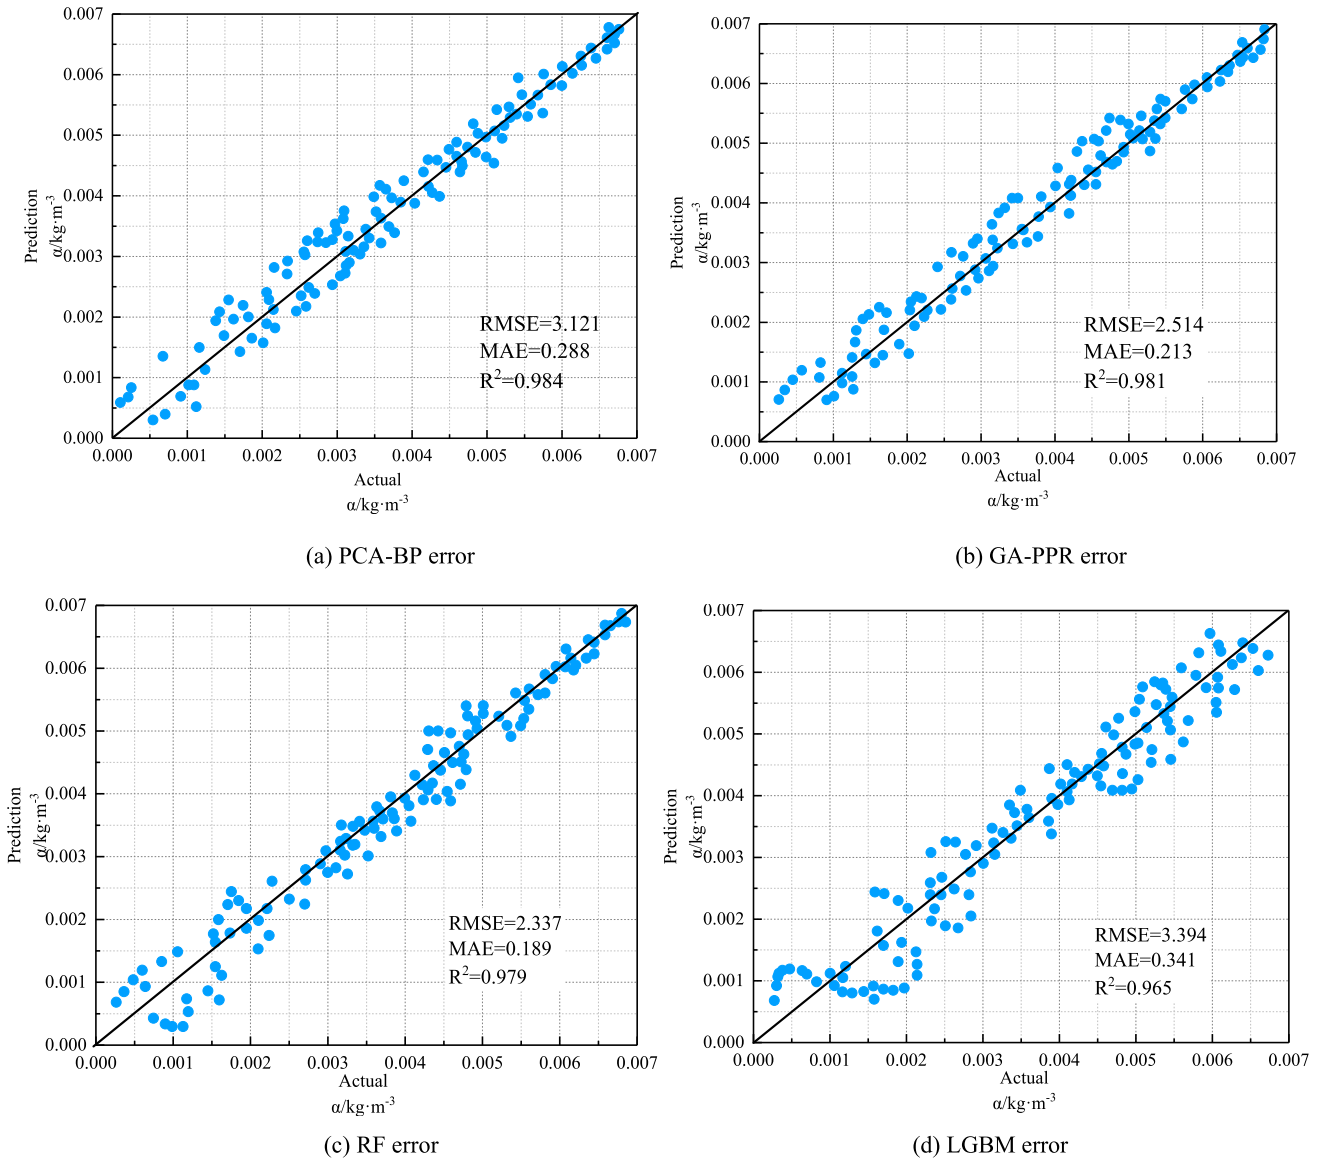 0.007
0.006
0.005
0.004
0.003
0.002
0.001
0.000
Prediction
α/kg·m-3
RMSE=3.121
MAE=0.288
R2=0.984
0.000 0.001 0.002 0.003 0.004 0.005 0.006 0.007
Actual
α/kg·m-3
(a) PCA-BP error
0.007
0.006
0.005
0.004
0.003
0.002
0.001
0.000
Prediction
α/kg·m-3
RMSE=2.514
MAE=0.213
R2=0.981
0.000 0.001 0.002 0.003 0.004 0.005 0.006 0.007
Actual
α/kg·m-3
(b) GA-PPR error
0.007
0.006
0.005
0.004
0.003
0.002
0.001
0.000
Prediction
α/kg·m-3
RMSE=2.337
MAE=0.189
R2=0.979
0.000 0.001 0.002 0.003 0.004 0.005 0.006 0.007
Actual
α/kg·m-3
(c) RF error
0.007
0.006
0.005
0.004
0.003
0.002
0.001
0.000
Prediction
α/kg·m-3
RMSE=3.394
MAE=0.341
R2=0.965
0.000 0.001 0.002 0.003 0.004 0.005 0.006 0.007
Actual
α/kg·m-3
(d) LGBM error